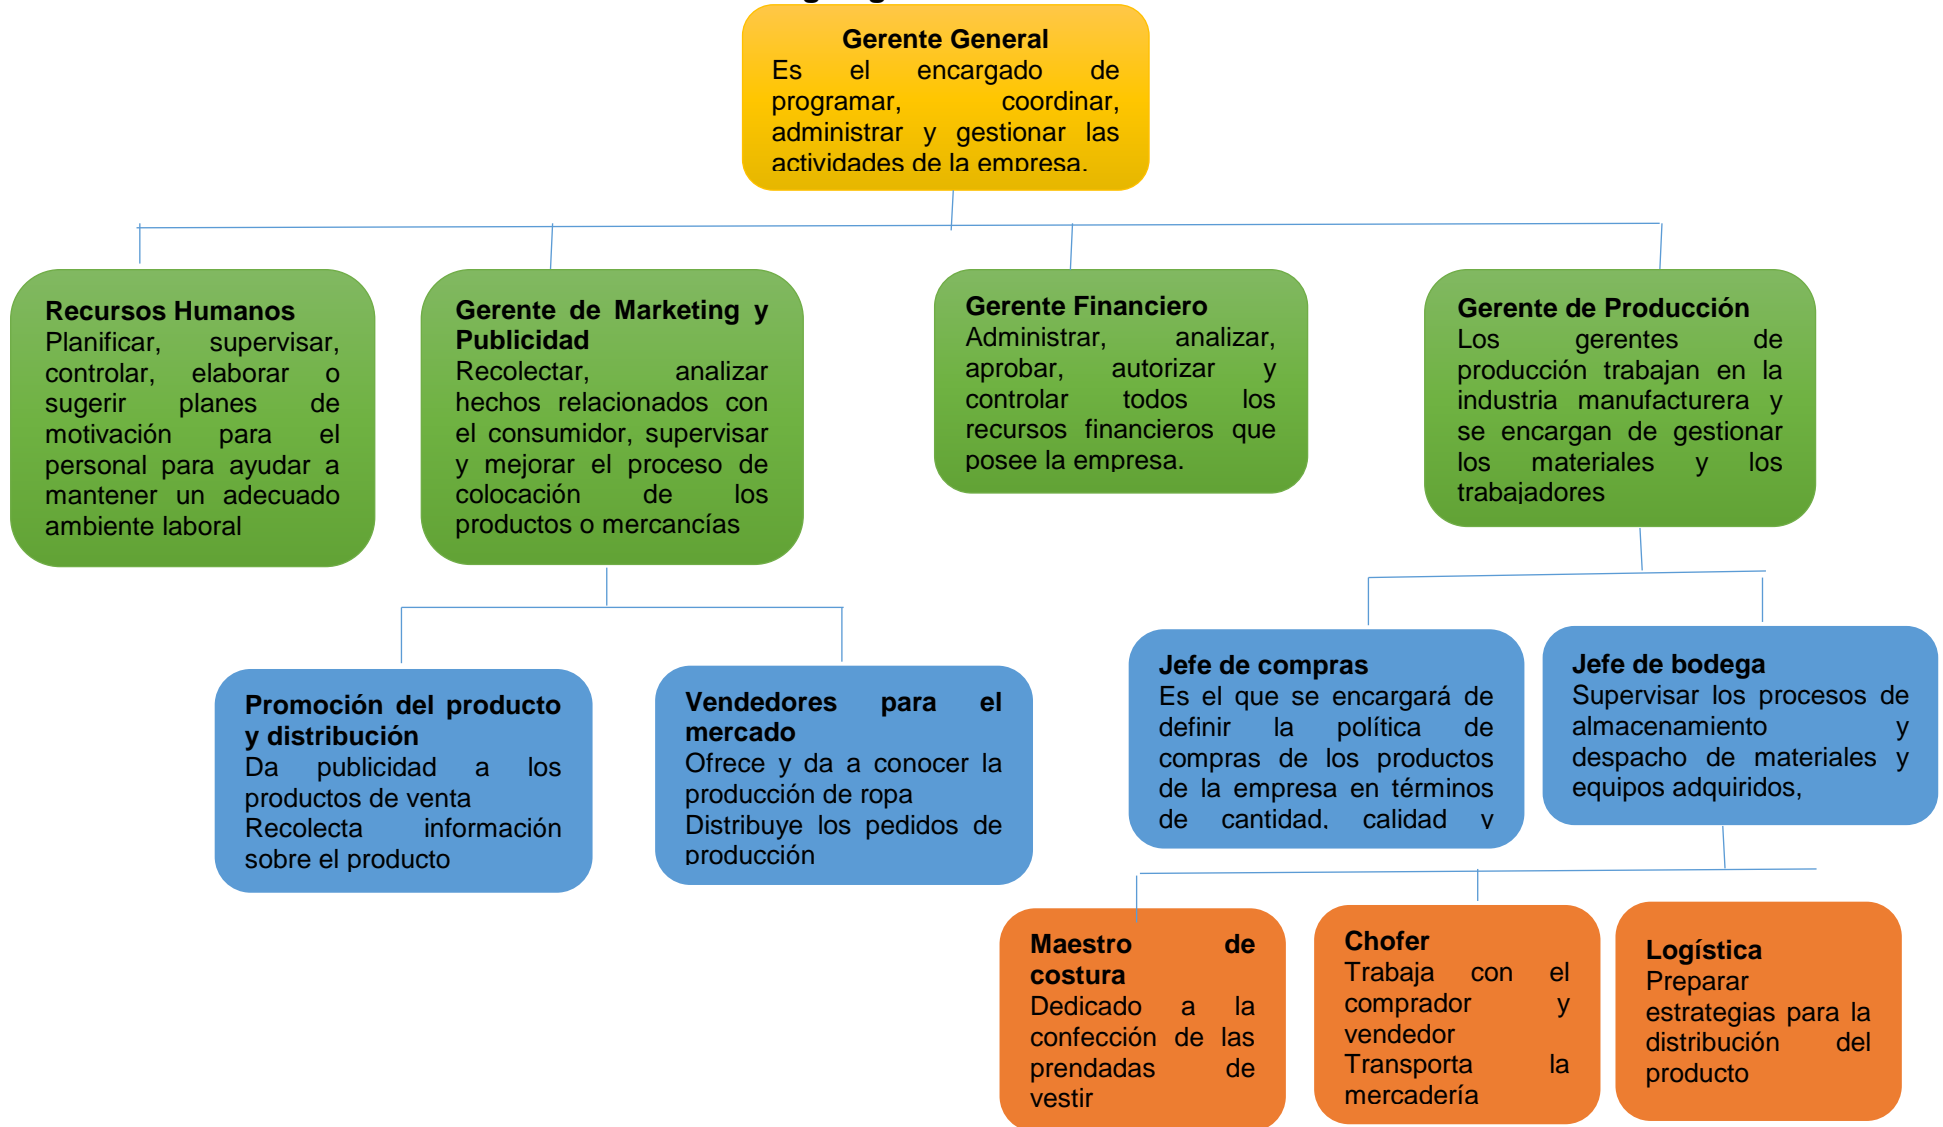 Gerente General
Es el encargado de
programar, coordinar,
administrar y gestionar las
actividades de la empresa.
Recursos Humanos
Planificar, supervisar,
controlar, elaborar o
sugerir planes de
motivación para el
personal para ayudar a
mantener un adecuado
ambiente laboral
Gerente de Marketing y
Publicidad
Recolectar, analizar
hechos relacionados con
el consumidor, supervisar
y mejorar el proceso de
colocación de los
productos o mercancías
Gerente Financiero
Administrar, analizar,
aprobar, autorizar y
controlar todos los
recursos financieros que
posee la empresa.
Gerente de Producción
Los gerentes de
producción trabajan en la
industria manufacturera y
se encargan de gestionar
los materiales y los
trabajadores
Promoción del producto
y distribución
Da publicidad a los
productos de venta
Recolecta información
sobre el producto
Vendedores para el
mercado
Ofrece y da a conocer la
producción de ropa
Distribuye los pedidos de
producción
Jefe de compras
Es el que se encargará de
definir la política de
compras de los productos
de la empresa en términos
de cantidad, calidad y
Jefe de bodega
Supervisar los procesos de
almacenamiento y
despacho de materiales y
equipos adquiridos,
Maestro de
costura
Dedicado a la
confección de las
prendadas de
vestir
Chofer
Trabaja con el
comprador y
vendedor
Transporta la
mercadería
Logística
Preparar
estrategias para la
distribución del
producto